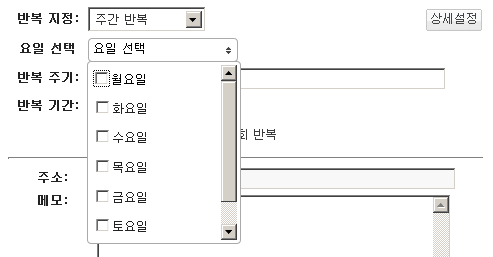 반복 지정: 주간 반복 상세설정
요일 선택 요일 선택
반복 주기: 월요일
반복 기간: 화요일
수요일 회 반복
목요일
주소:
메모: 금요일
토요일